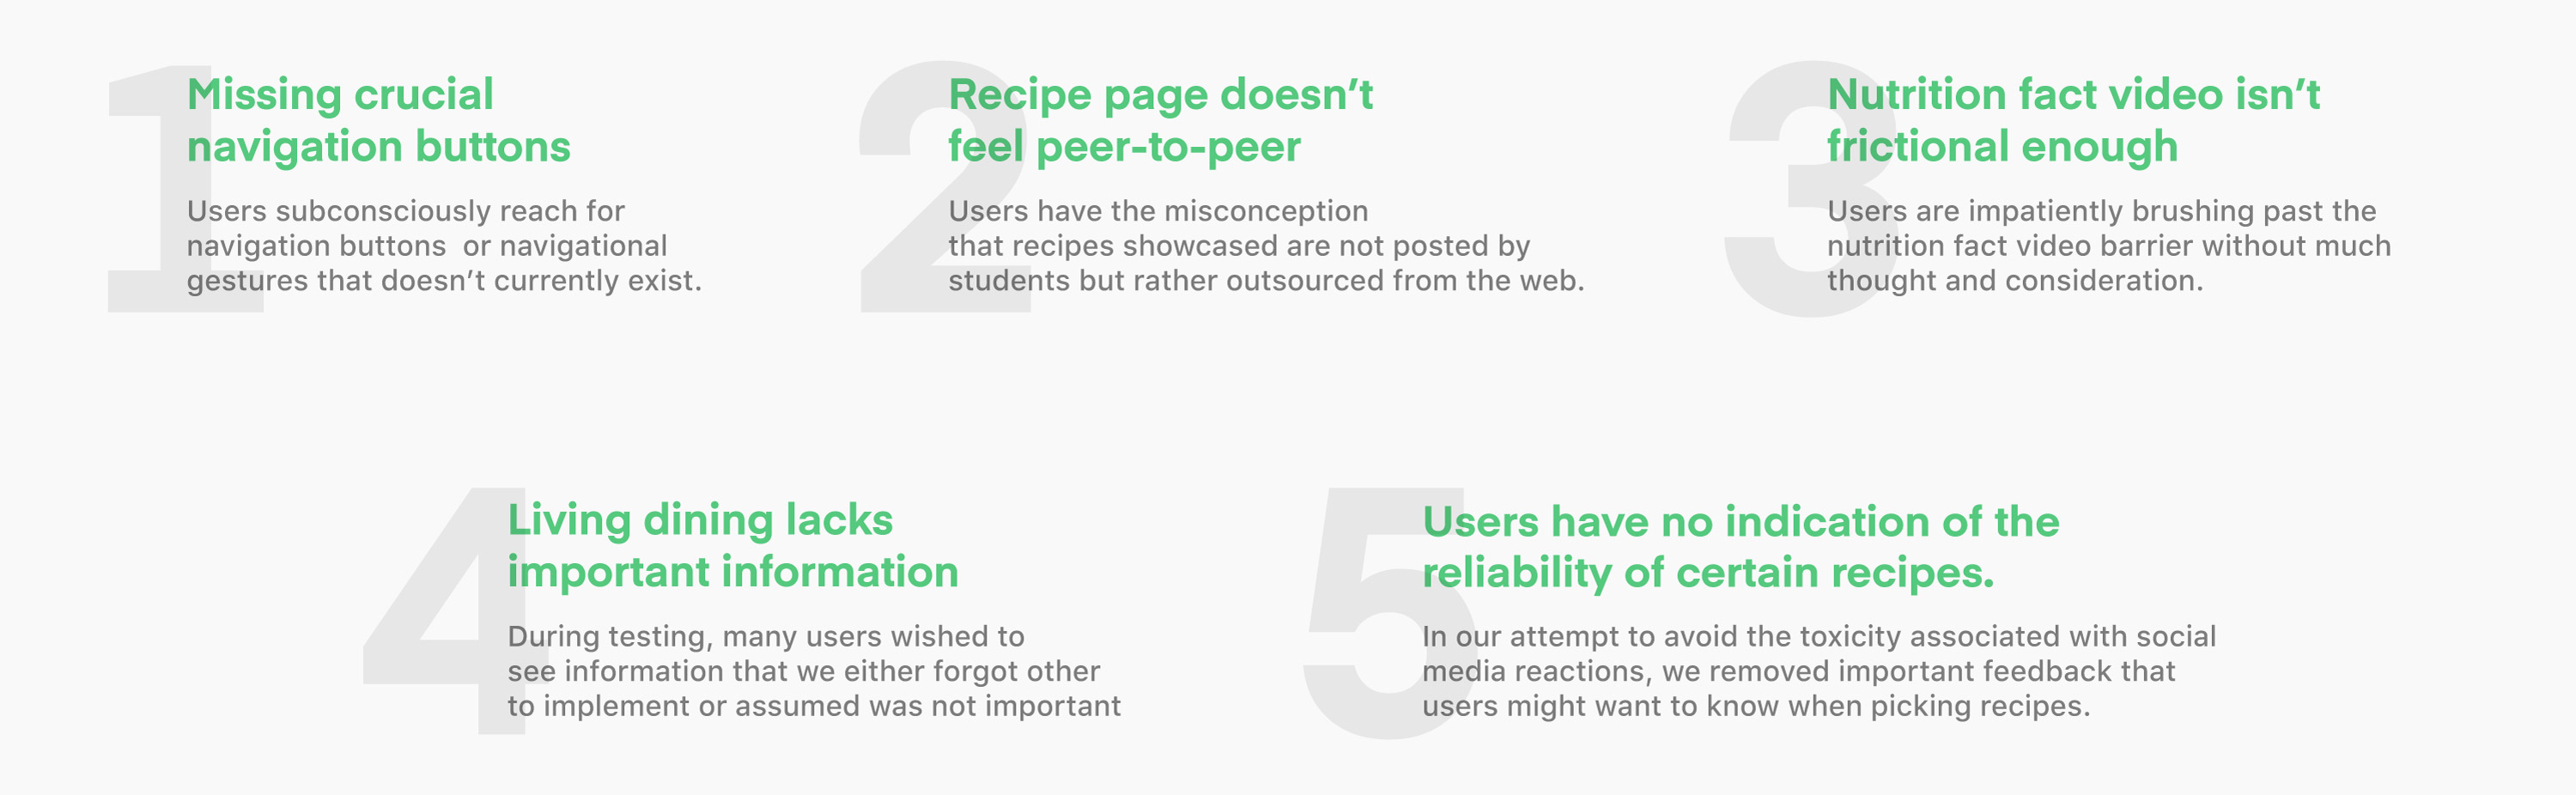 1
Missing crucial
navigation buttons
Users subconsciously reach for
navigation buttons  or navigational
gestures that doesn’t currently exist.
2
Recipe page doesn’t
feel peer-to-peer
Users have the misconception
that recipes showcased are not posted by
students but rather outsourced from the web.
3
Nutrition fact video isn’t
frictional enough
Users are impatiently brushing past the
nutrition fact video barrier without much
thought and consideration.
4
Living dining lacks
important information
During testing, many users wished to
see information that we either forgot other
to implement or assumed was not important
5
Users have no indication of the
reliability of certain recipes.
In our attempt to avoid the toxicity associated with social
media reactions, we removed important feedback that
users might want to know when picking recipes.